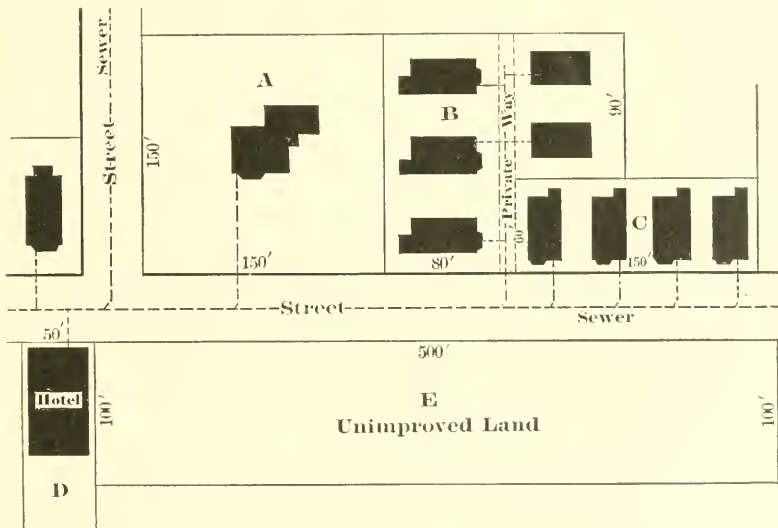 Sewer
Street
A
150′
150′
B
80′
Private Way
90′
60′
C
150′
Street
Sewer
50′
Hotel
100′
D
500′
E
Unimproved Land
100′